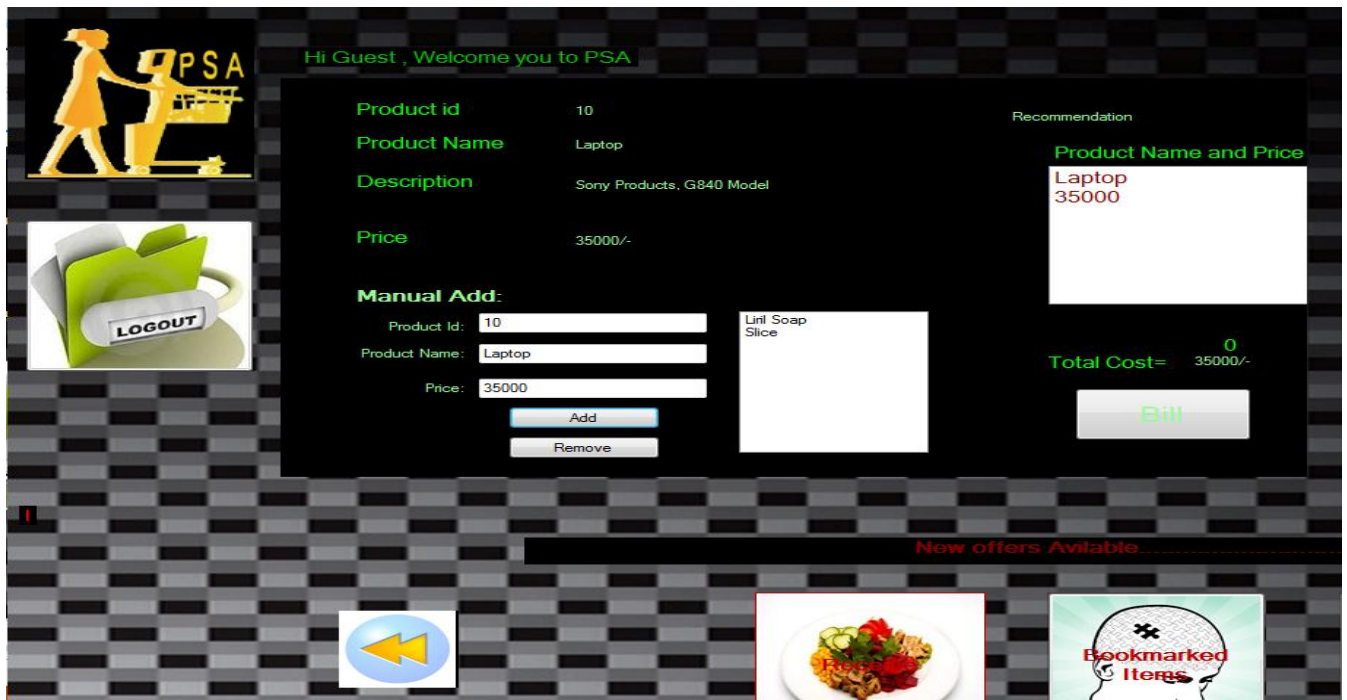 PSA
Hi Guest , Welcome you to PSA
Product id
10
Recommendation
Product Name
Laptop
Product Name and Price
Description
Sony Products, G840 Model
Laptop
35000
Price
35000/-
LOGOUT
Manual Add:
Product Id:
10
Liril Soap
Slice
Product Name:
Laptop
0
Total Cost=
35000/-
Price:
35000
Add
Bill
Remove
New offers Avilable
Bookmarked
Items